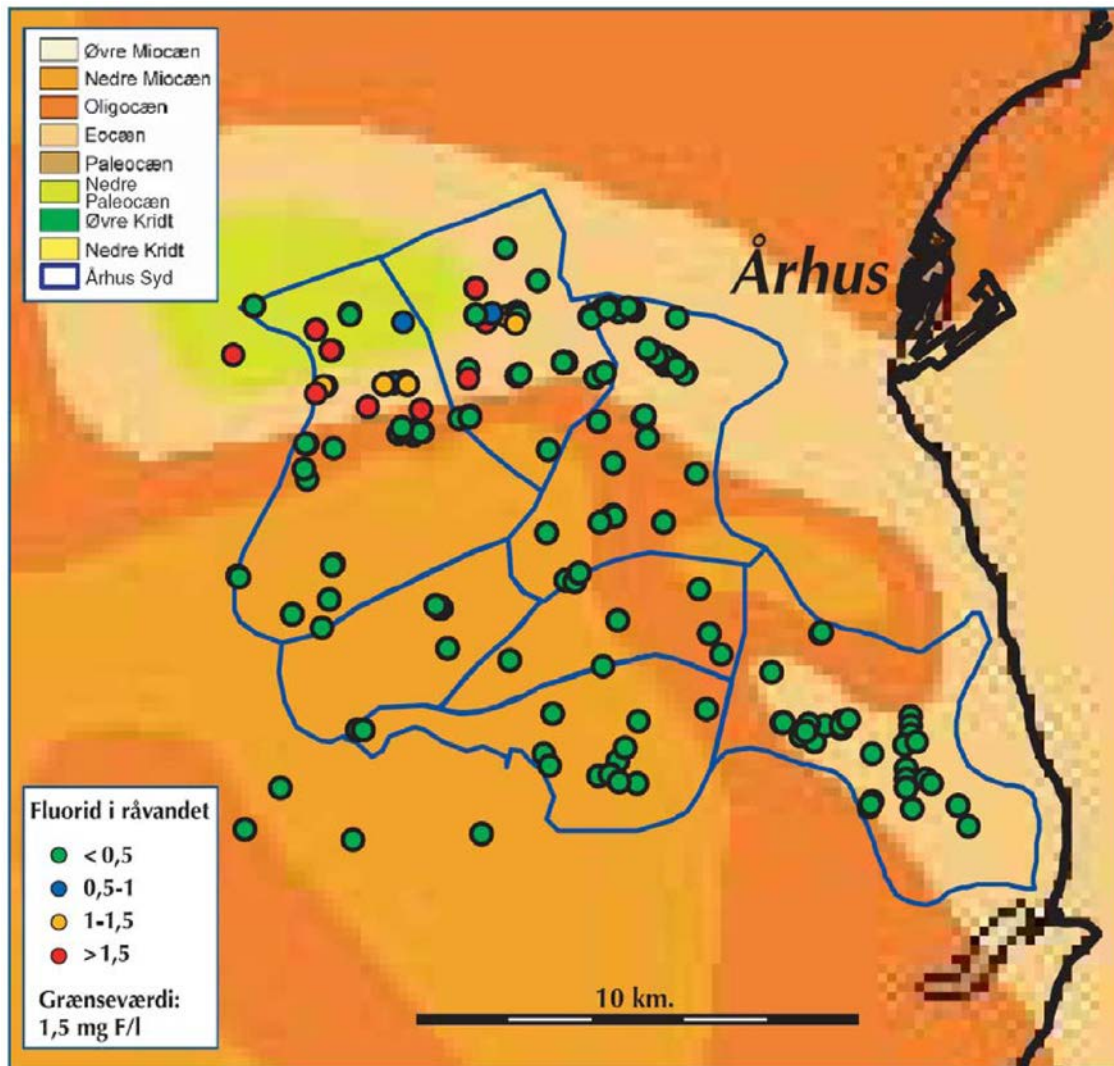 Øvre Miocæn
Nedre Miocæn
Oligocæn
Eocæn
Paleocæn
Nedre
Paleocæn
Øvre Kridt
Nedre Kridt
Århus Syd
Århus
Fluorid i råvandet
< 0,5
0,5-1
1-1,5
> 1,5
Grænseværdi:
1,5 mg F/l
10 km.